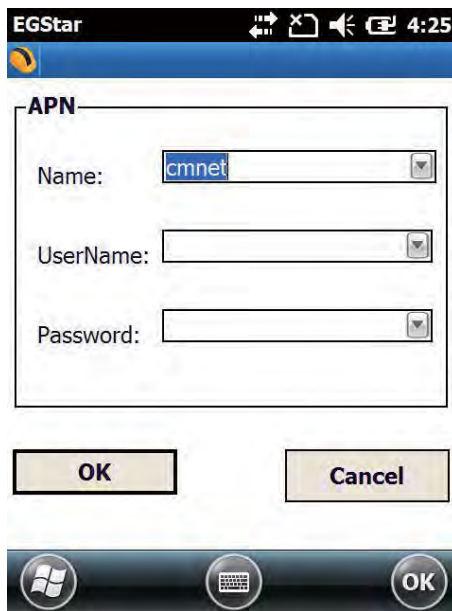 EGStar 4:25
APN
Name: cmnet
UserName:
Password:
OK Cancel
OK